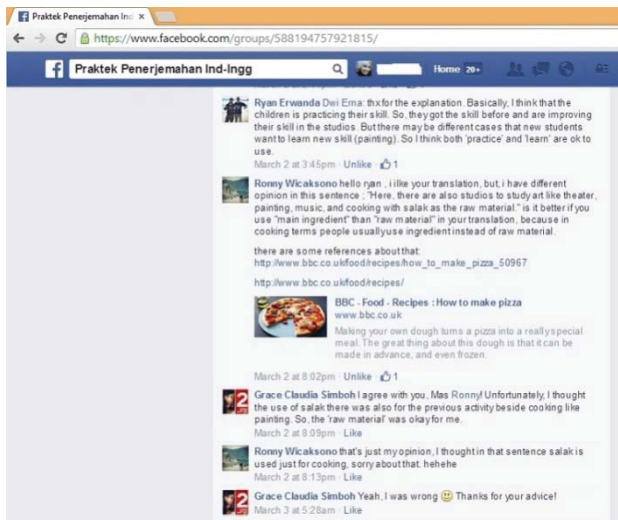 Praktek Penerjemahan Ind
https://www.facebook.com/groups/588194757921815/
Praktek Penerjemahan Ind-Ingg
Home 20+
Ryan Erwanda Dwi Ema: thx for the explanation. Basically, I think that the
children is practicing their skill. So, they got the skill before and are improving
their skill in the studios. But there may be different cases that new students
want to learn new skill (painting). So I think both 'practice' and 'learn' are ok to
use.
March 2 at 3:45pm · Unlike · 1
Ronny Wicaksono hello ryan , i ilke your translation, but, i have different
opinion in this sentence ; "Here, there are also studios to study art like theater,
painting, music, and cooking with salak as the raw material." is it better if you
use "main ingredient" than "raw material" in your translation, because in
cooking terms people usually use ingredient instead of raw material.
there are some references about that:
http://www.bbc.co.uk/food/recipes/how_to_make_pizza_50967
http://www.bbc.co.uk/food/recipes/
BBC - Food - Recipes : How to make pizza
www.bbc.co.uk
Making your own dough turns a pizza into a really special
meal. The great thing about this dough is that it can be
made in advance, and even frozen.
March 2 at 8:02pm · Unlike · 1
Grace Claudia Simboh I agree with you, Mas Ronny! Unfortunately, I thought
the use of salak there was also for the previous activity beside cooking like
painting. So, the 'raw material' was okay for me.
March 2 at 8:09pm · Like
Ronny Wicaksono that's just my opinion, I thought in that sentence salak is
used just for cooking, sorry about that. hehehe
March 2 at 8:13pm · Like
Grace Claudia Simboh Yeah, I was wrong 🙂 Thanks for your advice!
March 3 at 5:28am · Like